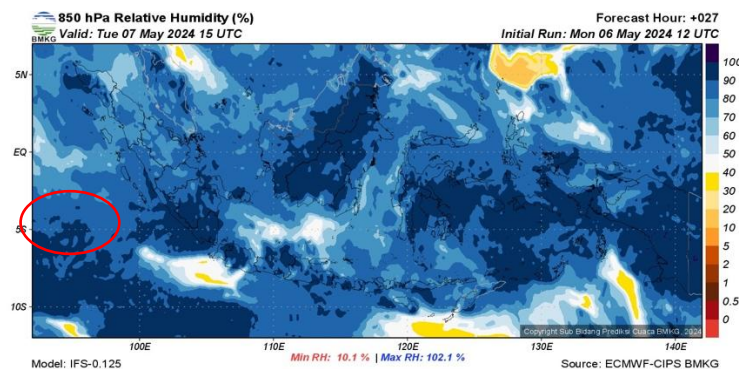 850 hPa Relative Humidity (%)
Forecast Hour: +027
BMKG
Valid: Tue 07 May 2024 15 UTC
Initial Run: Mon 06 May 2024 12 UTC
5N
EQ
5S
10S
100E
110E
120E
130E
140E
100
90
80
70
60
50
40
30
20
10
5
2
1
0.5
0
Copyright Sub Bidang Prediksi Cuaca BMKG, 2024
Model: IFS-0.125
Min RH: 10.1 % | Max RH: 102.1 %
Source: ECMWF-CIPS BMKG